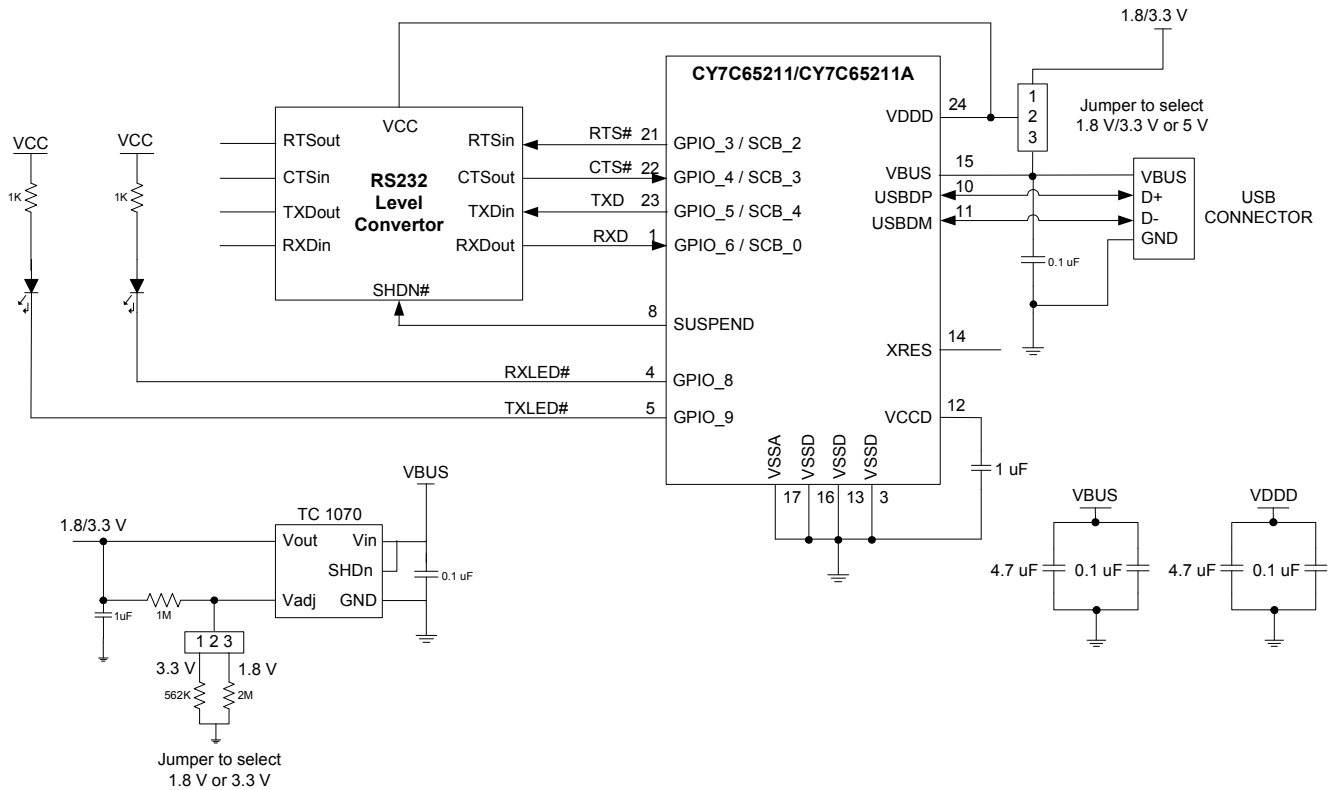 1.8/3.3 V
CY7C65211/CY7C65211A
VCC
VCC
1K
1K
VCC
RTSout
CTSin
TXDout
RXDin
RS232
Level
Convertor
RTSin
CTSout
TXDin
RXDout
SHDN#
RTS# 21
CTS# 22
TXD 23
RXD 1
8
RXLED# 4
TXLED# 5
GPIO_3 / SCB_2
GPIO_4 / SCB_3
GPIO_5 / SCB_4
GPIO_6 / SCB_0
SUSPEND
GPIO_8
GPIO_9
VDDD 24
VBUS 15
USBDP 10
USBDM 11
XRES 14
VCCD 12
VSSA
VSSD
VSSD
VSSD
17 16 13 3
1 uF
1
2
3
Jumper to select
1.8 V/3.3 V or 5 V
VBUS
D+
D-
GND
USB
CONNECTOR
0.1 uF
VBUS
TC 1070
1.8/3.3 V
Vout Vin
SHDn
Vadj GND
0.1 uF
1uF
1M
1 2 3
3.3 V 1.8 V
562K 2M
Jumper to select
1.8 V or 3.3 V
VBUS
4.7 uF 0.1 uF
VDDD
4.7 uF 0.1 uF